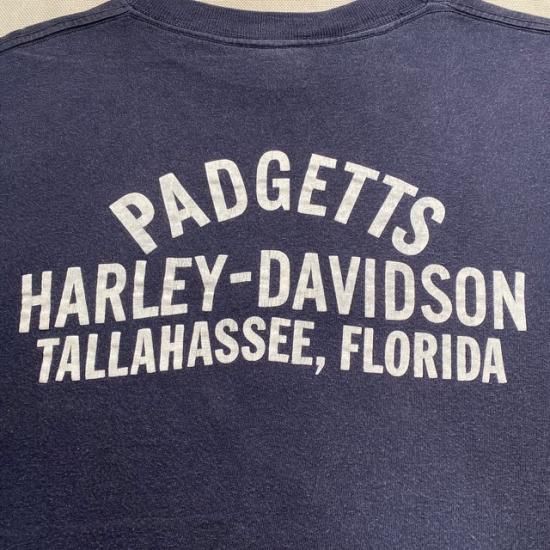 PADGETTS
HARLEY-DAVIDSON
TALLAHASSEE, FLORIDA